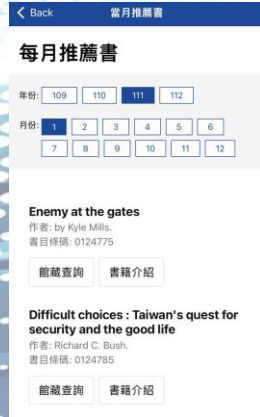 Back 當月推薦書
每月推薦書
年份: 109 110 111 112
月份: 1 2 3 4 5 6
7 8 9 10 11 12
Enemy at the gates
作者: by Kyle Mills.
書目條碼: 0124775
館藏查詢 書籍介紹
Difficult choices : Taiwan's quest for
security and the good life
作者: Richard C. Bush.
書目條碼: 0124785
館藏查詢 書籍介紹